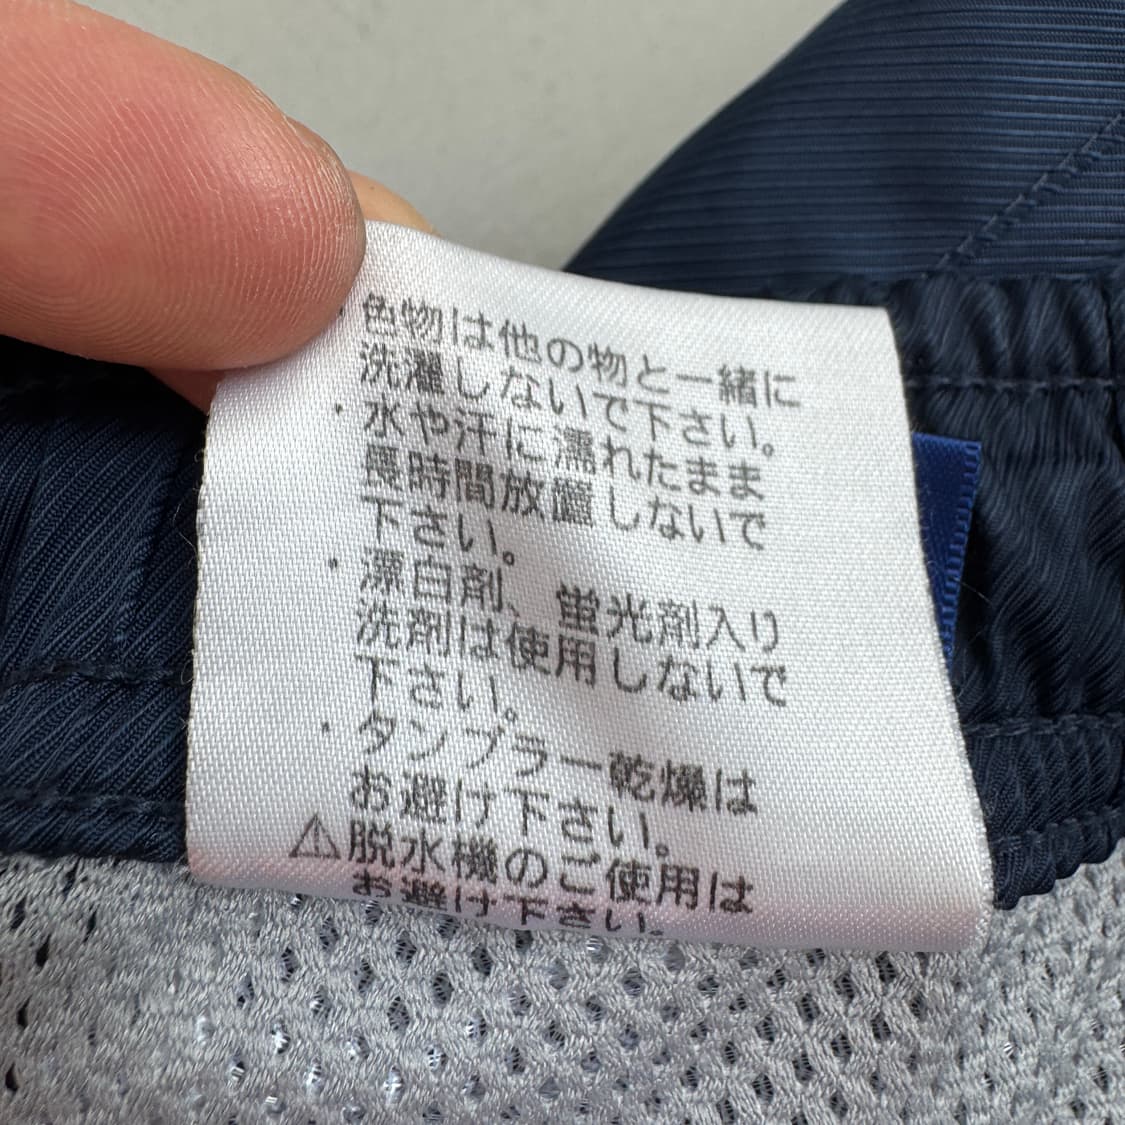 ・色物は他の物と一緒に
洗濯しないで下さい。
・水や汗に濡れたまま
長時間放置しないで
下さい。
・漂白剤、蛍光剤入り
洗剤は使用しないで
下さい。
・タンブラー乾燥は
お避け下さい。
⚠脱水機のご使用は
お避け下さい。